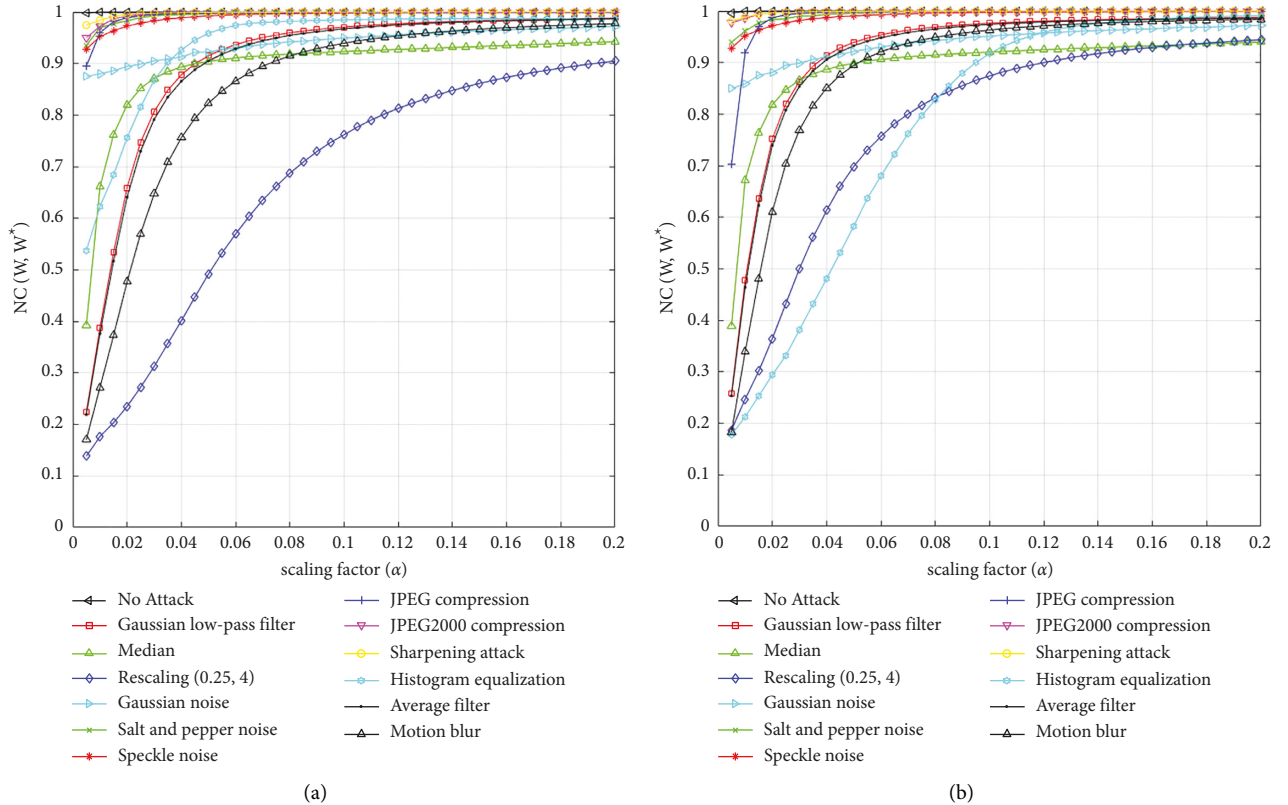 1
0.9
0.8
0.7
0.6
0.5
0.4
0.3
0.2
0.1
0
NC (W, W*)
0 0.02 0.04 0.06 0.08 0.1 0.12 0.14 0.16 0.18 0.2
scaling factor (α)
No Attack
Gaussian low-pass filter
Median
Rescaling (0.25, 4)
Gaussian noise
Salt and pepper noise
Speckle noise
JPEG compression
JPEG2000 compression
Sharpening attack
Histogram equalization
Average filter
Motion blur
(a)
1
0.9
0.8
0.7
0.6
0.5
0.4
0.3
0.2
0.1
0
NC (W, W*)
0 0.02 0.04 0.06 0.08 0.1 0.12 0.14 0.16 0.18 0.2
scaling factor (α)
No Attack
Gaussian low-pass filter
Median
Rescaling (0.25, 4)
Gaussian noise
Salt and pepper noise
Speckle noise
JPEG compression
JPEG2000 compression
Sharpening attack
Histogram equalization
Average filter
Motion blur
(b)